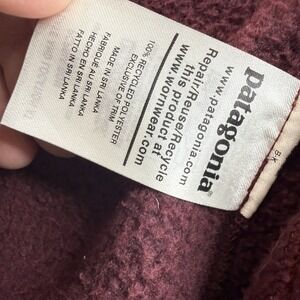 patagonia
www.patagonia.com
Repair/Reuse/Recycle
this product at
www.wornwear.com
100% RECYCLED POLYESTER
EXCLUSIVE OF TRIM
MADE IN SRI LANKA
FABRIQUE AU SRI LANKA
HECHO EN SRI LANKA
FATTO IN SRI LANKA